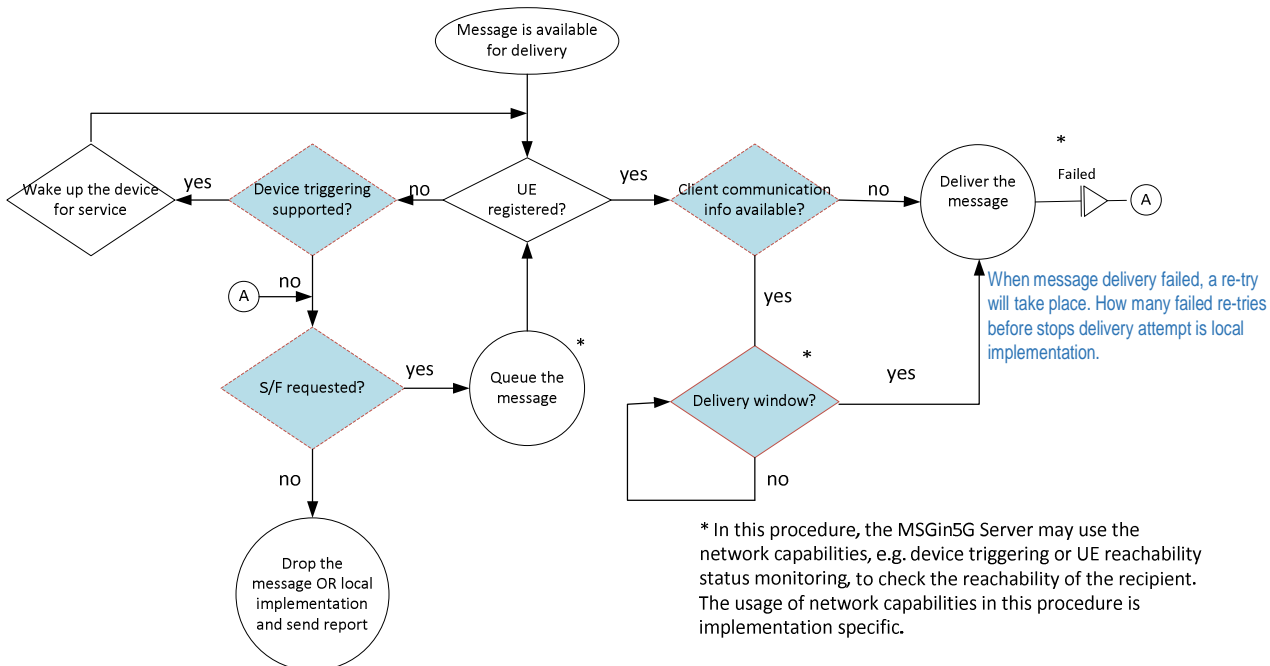 Message is available
for delivery
Wake up the device
for service
yes
Device triggering
supported?
no
UE
registered?
yes
Client communication
info available?
no
Deliver the
message
*
Failed
A
When message delivery failed, a re-try
will take place. How many failed re-tries
before stops delivery attempt is local
implementation.
no
A
yes
S/F requested?
yes
Queue the
message
*
Delivery window?
*
yes
no
no
Drop the
message OR local
implementation
and send report
* In this procedure, the MSGin5G Server may use the
network capabilities, e.g. device triggering or UE reachability
status monitoring, to check the reachability of the recipient.
The usage of network capabilities in this procedure is
implementation specific.